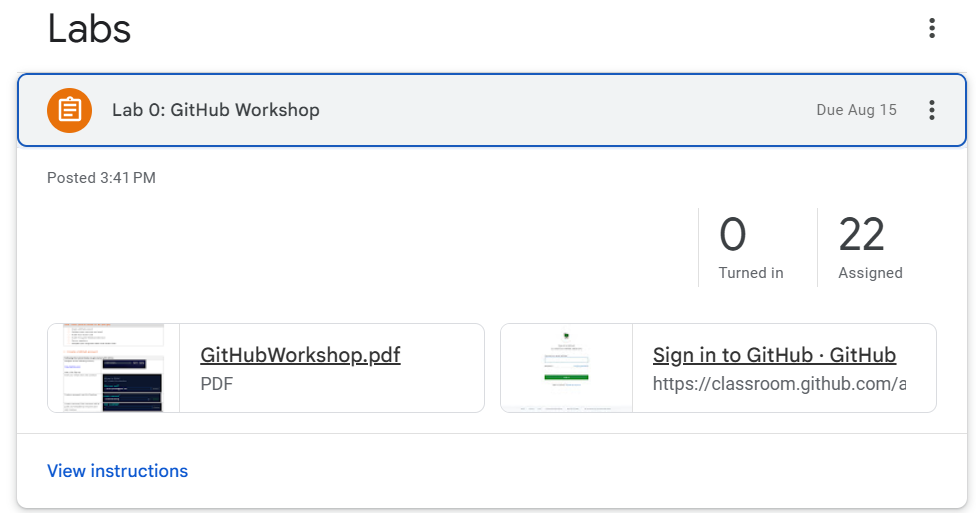 Labs
Lab 0: GitHub Workshop
Due Aug 15
Posted 3:41 PM
0
Turned in
22
Assigned
GitHubWorkshop.pdf
PDF
Sign in to GitHub · GitHub
https://classroom.github.com/a
View instructions